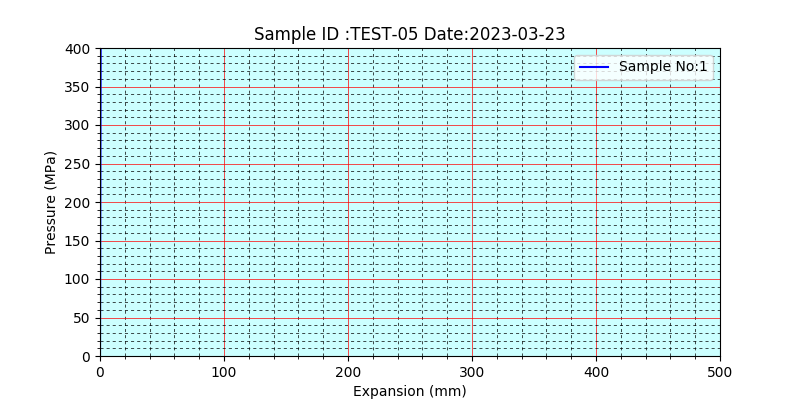 Sample ID :TEST-05 Date:2023-03-23
Sample No:1
400
350
300
250
200
150
100
50
0
Pressure (MPa)
0 100 200 300 400 500
Expansion (mm)